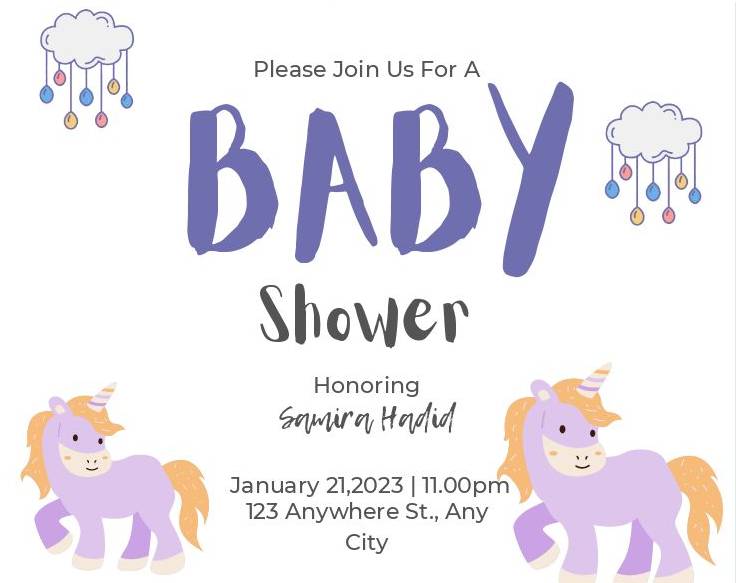 Please Join Us For A
BABY
Shower
Honoring
Samira Hadid
January 21,2023 | 11.00pm
123 Anywhere St., Any
City